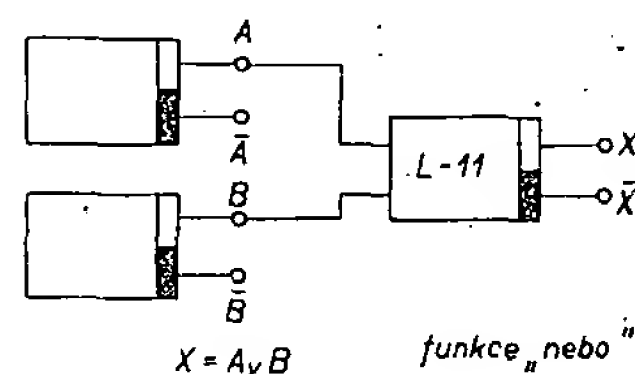 A
Ā
B
B̄
L-11
X
X̄
X = A v B
funkce „nebo"